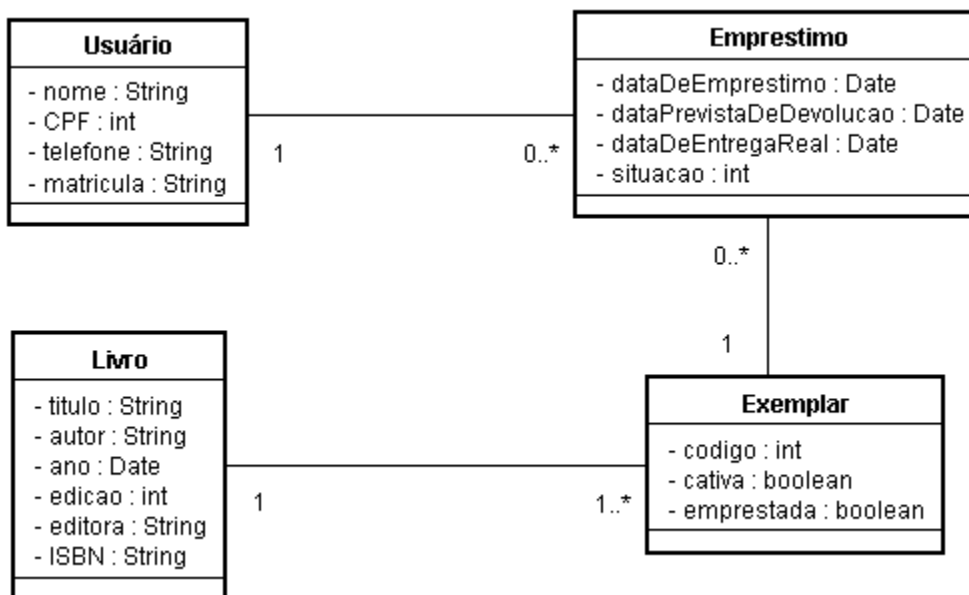 Usuário
- nome : String
- CPF : int
- telefone : String
- matricula : String
1
0..*
Emprestimo
- dataDeEmprestimo : Date
- dataPrevistaDeDevolucao : Date
- dataDeEntregaReal : Date
- situacao : int
0..*
1
Livro
- titulo : String
- autor : String
- ano : Date
- edicao : int
- editora : String
- ISBN : String
1
1..*
Exemplar
- codigo : int
- cativa : boolean
- emprestada : boolean